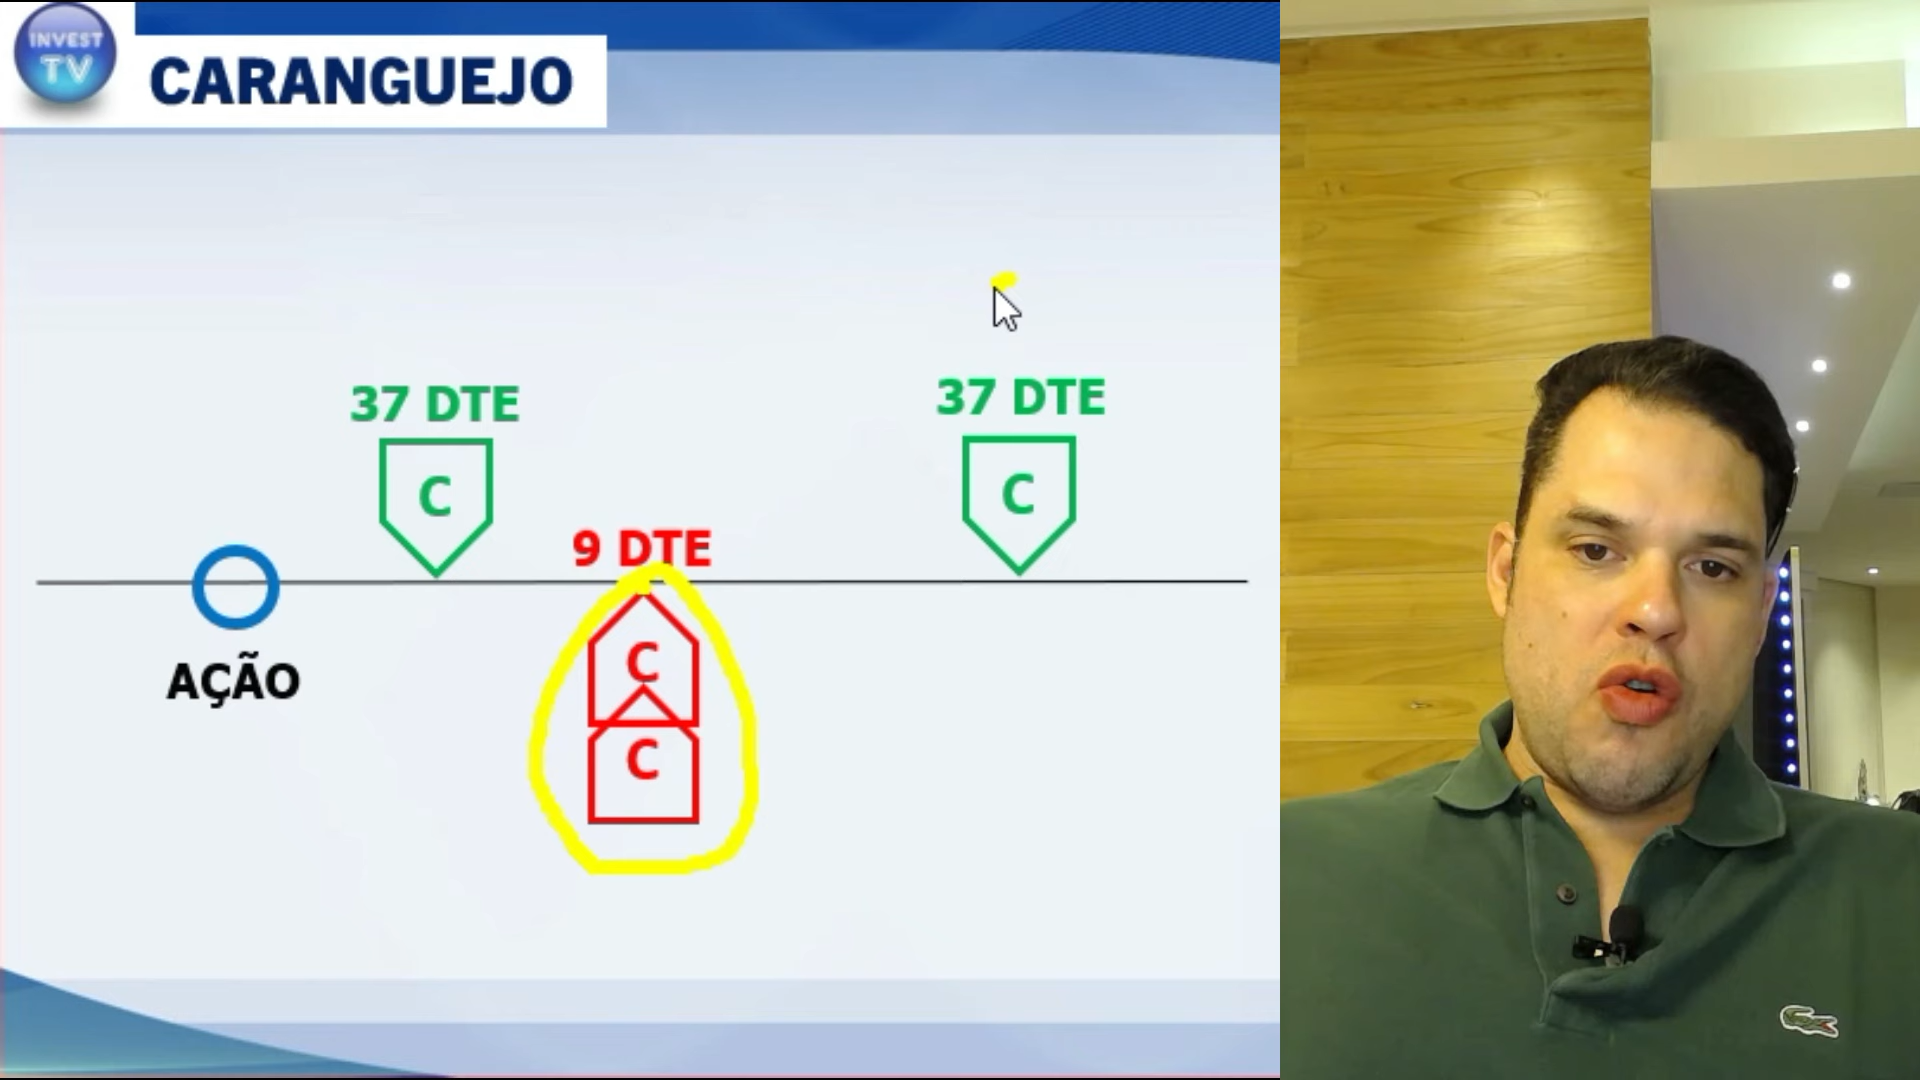 INVEST
TV
CARANGUEJO
37 DTE
C
37 DTE
C
9 DTE
C
C
AÇÃO